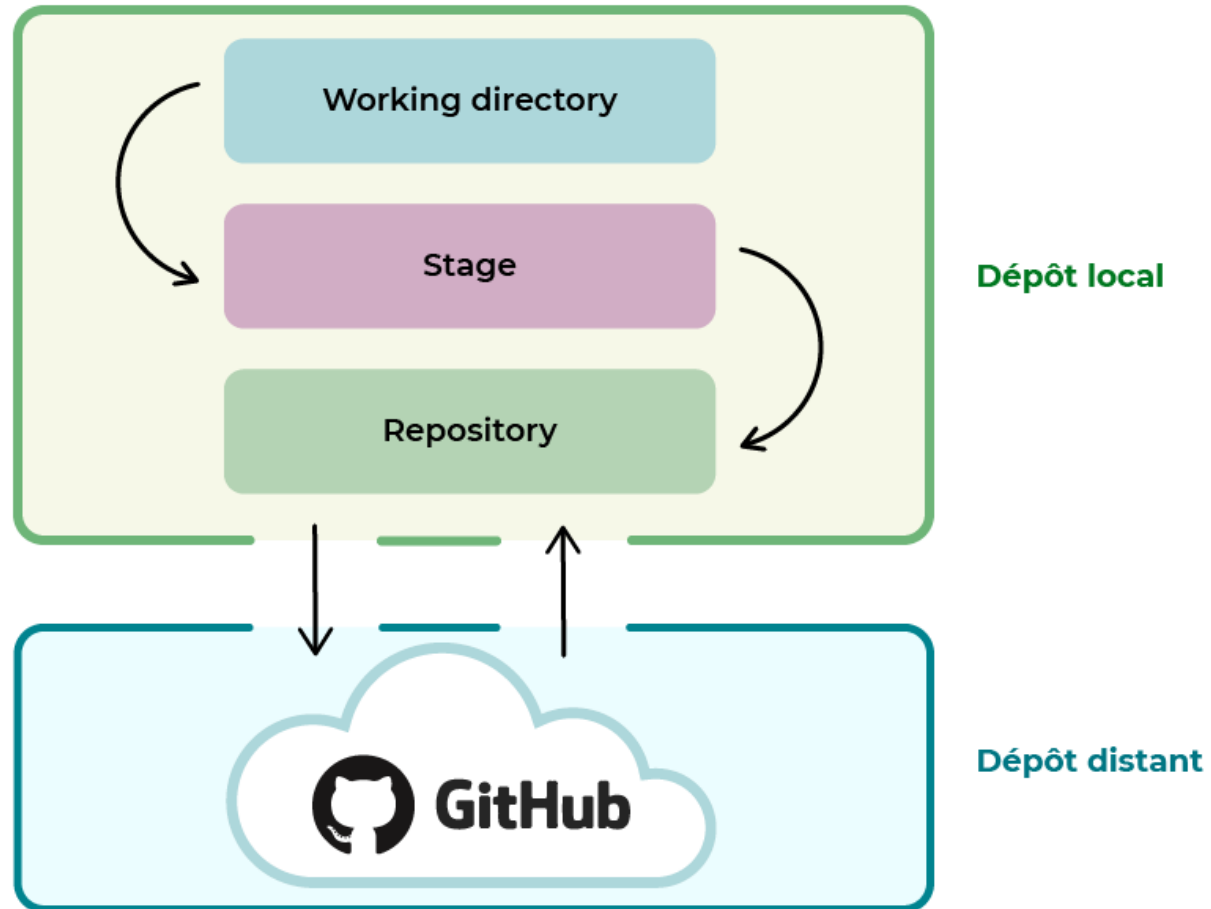 Working directory
Stage
Dépôt local
Repository
Dépôt distant
GitHub